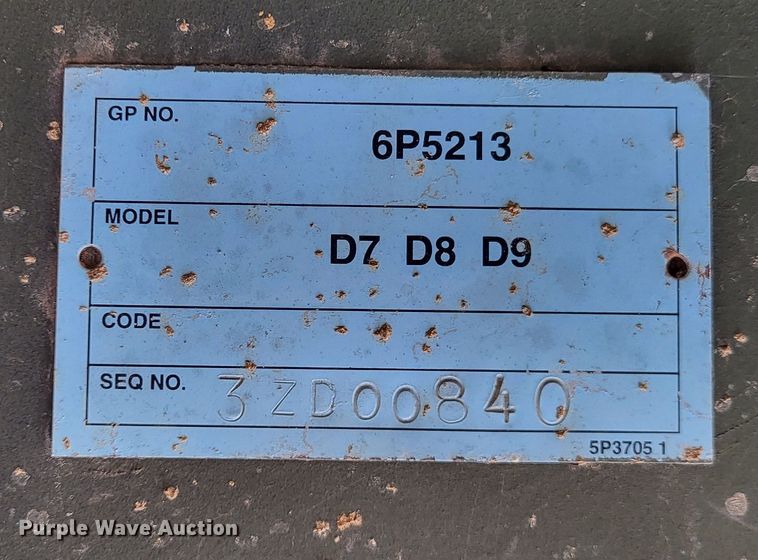 GP NO.
6P5213
MODEL
D7 D8 D9
CODE
SEQ NO. 3ZD00840
5P3705 1
Purple Wave Auction